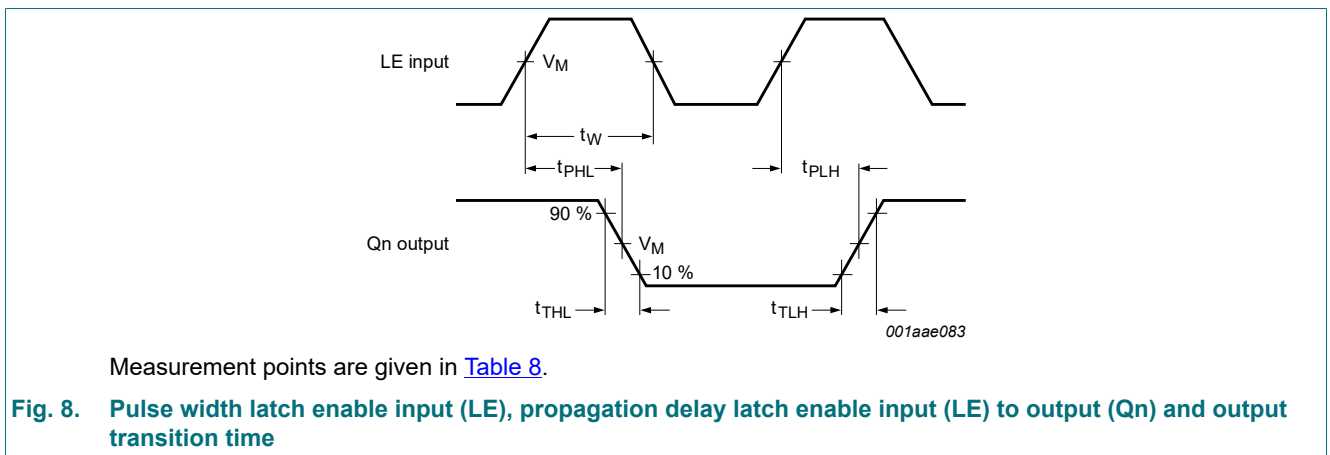 LE input
VM
tW
tPHL
tPLH
90 %
Qn output
VM
10 %
tTHL
tTLH
001aae083
Measurement points are given in Table 8.
Fig. 8. Pulse width latch enable input (LE), propagation delay latch enable input (LE) to output (Qn) and output
transition time